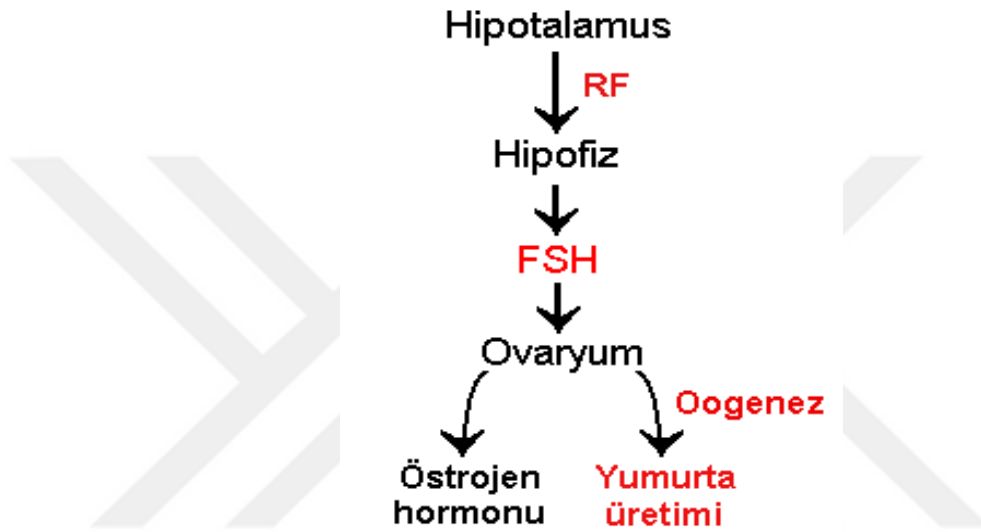 Hipotalamus
RF
Hipofiz
FSH
Ovaryum
Oogenez
Östrojen
hormonu
Yumurta
üretimi